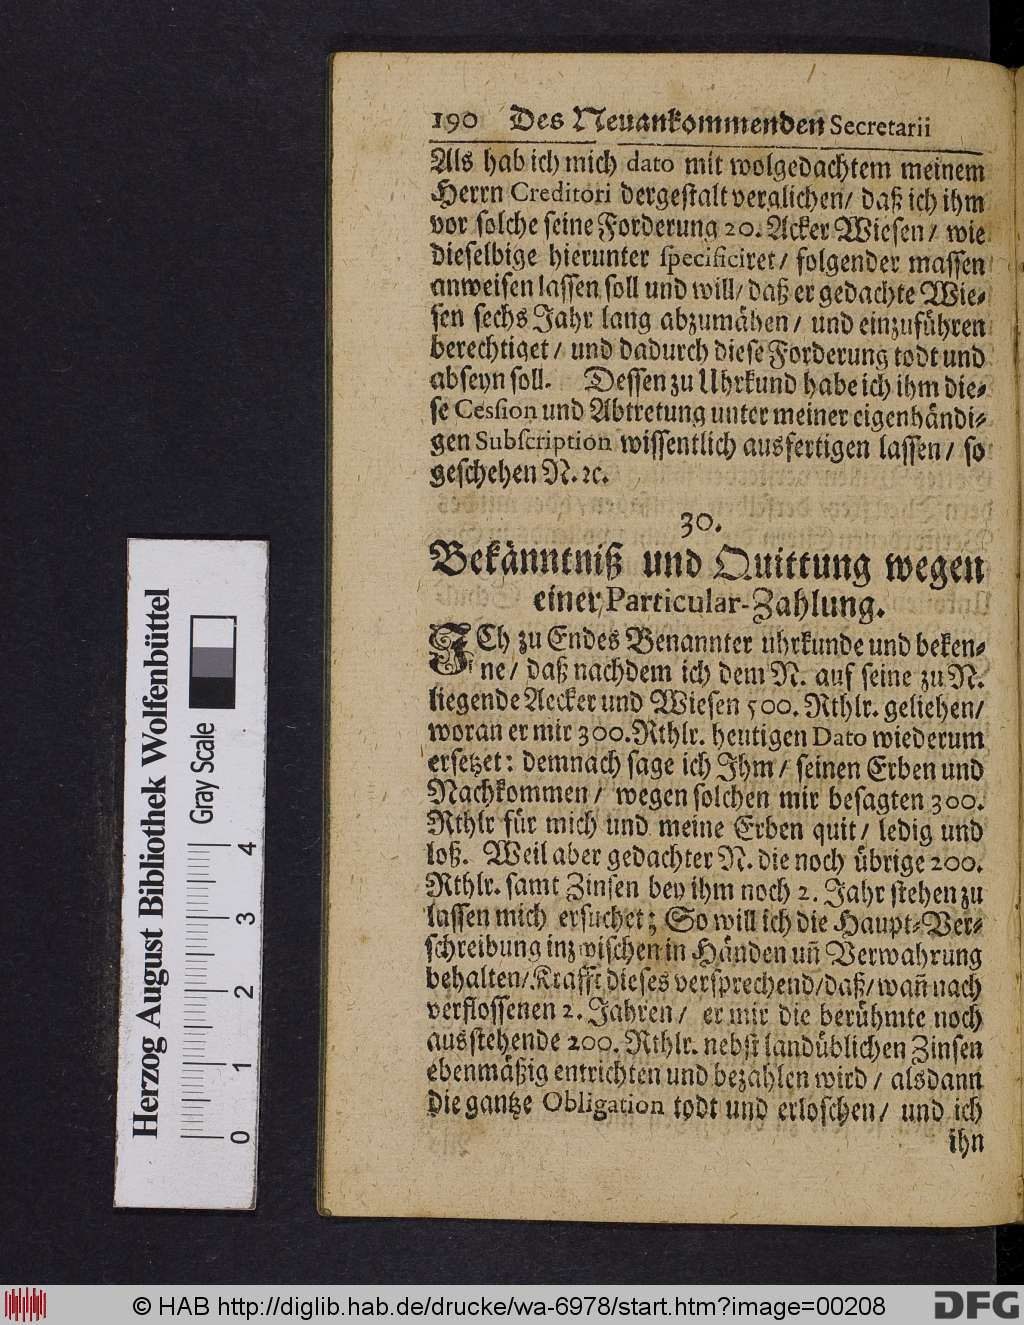 190 Des Neuankommenden Secretarii
Als hab ich mich dato mit wolgedachtem meinem
Herrn Creditori dergestalt verglichen/ daß ich ihm
vor solche seine Forderung 20. Acker Wiesen/ wie
dieselbige hierunter specificiret/ folgender massen
anweisen lassen soll und will/ daß er gedachte Wie-
sen sechs Jahr lang abzumähen/ und einzuführen
berechtiget/ und dadurch diese Forderung todt und
abseyn soll. Dessen zu Uhrkund habe ich ihm die-
se Cession und Abtretung unter meiner eigenhändi-
gen Subscription wissentlich ausfertigen lassen/ so
geschehen N. ꝛc.
30.
Bekänntniß und Quittung wegen
einer Particular-Zahlung.
ICh zu Endes Benannter uhrkunde und beken-
ne/ daß nachdem ich dem N. auf seine zu N.
liegende Aecker und Wiesen 500. Rthlr. geliehen/
woran er mir 300. Rthlr. heutigen Dato wiederum
ersetzet: demnach sage ich Ihm/ seinen Erben und
Nachkommen/ wegen solchen mir besagten 300.
Rthlr für mich und meine Erben quit/ ledig und
loß. Weil aber gedachter N. die noch übrige 200.
Rthlr. samt Zinsen bey ihm noch 2. Jahr stehen zu
lassen mich ersuchet; So will ich die Haupt-Ver-
schreibung inzwischen in Händen uñ Verwahrung
behalten/ Krafft dieses versprechend/ daß/ wañ nach
verflossenen 2. Jahren/ er mir die berühmte noch
ausstehende 200. Rthlr. nebst landüblichen Zinsen
ebenmäßig entrichten und bezahlen wird/ alsdann
die gantze Obligation todt und erloschen/ und ich
ihn
Herzog August Bibliothek Wolfenbüttel
Gray Scale
0 1 2 3 4
© HAB http://diglib.hab.de/drucke/wa-6978/start.htm?image=00208
DFG